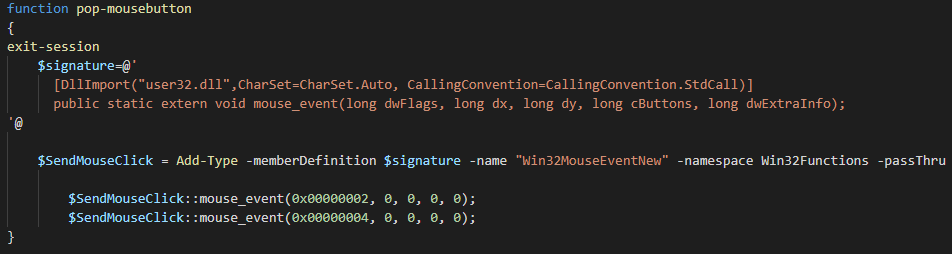 function pop-mousebutton
{
exit-session
    $signature=@'
      [DllImport("user32.dll",CharSet=CharSet.Auto, CallingConvention=CallingConvention.StdCall)]
      public static extern void mouse_event(long dwFlags, long dx, long dy, long cButtons, long dwExtraInfo);
'@
    $SendMouseClick = Add-Type -memberDefinition $signature -name "Win32MouseEventNew" -namespace Win32Functions -passThru
        $SendMouseClick::mouse_event(0x00000002, 0, 0, 0, 0);
        $SendMouseClick::mouse_event(0x00000004, 0, 0, 0, 0);
}